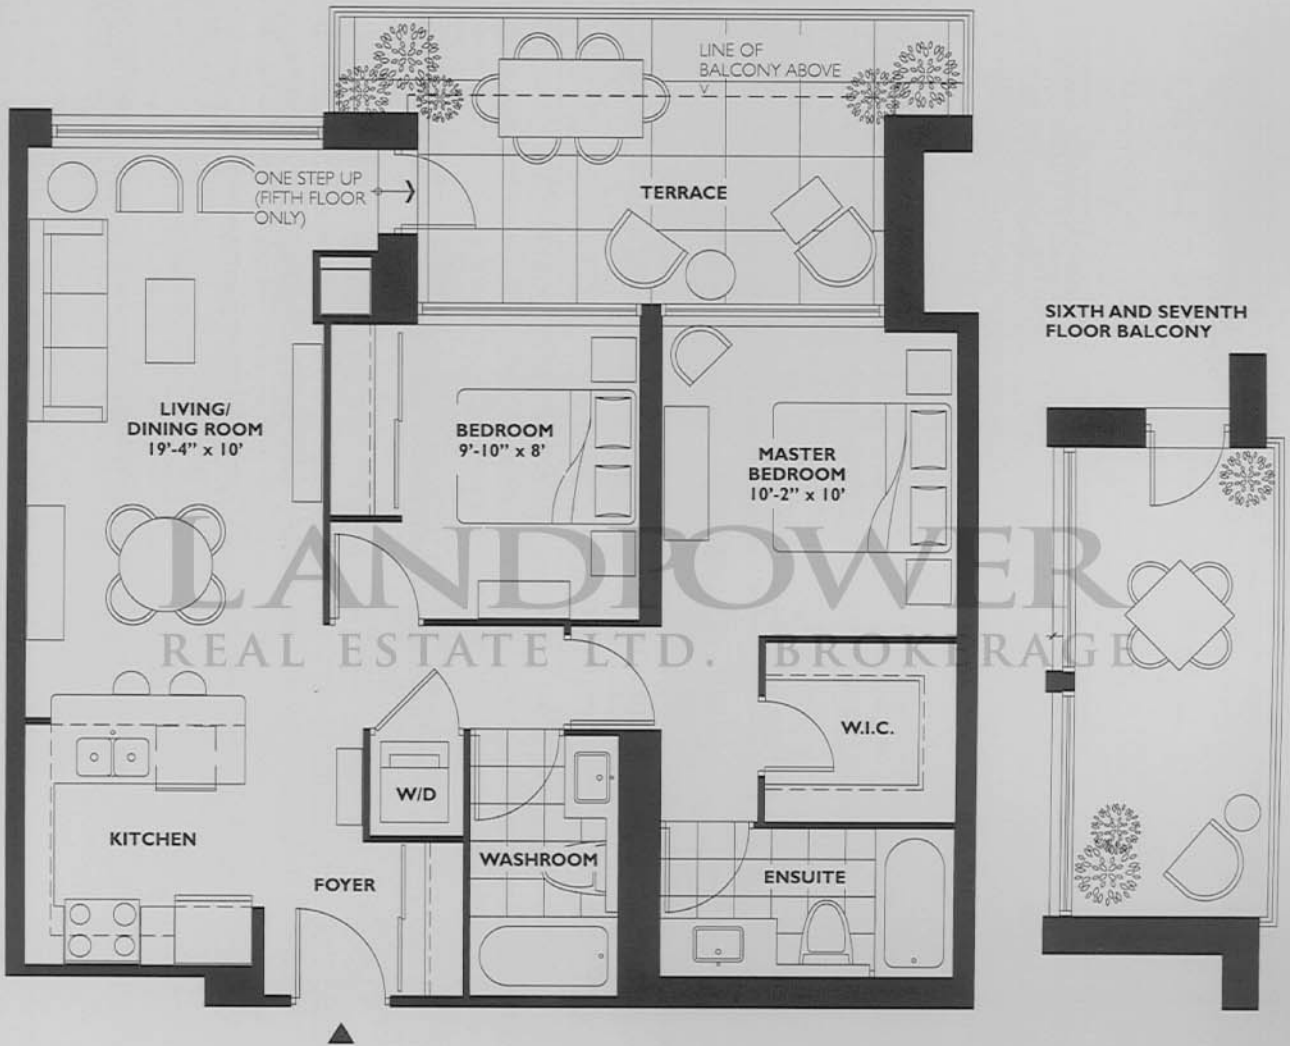 LINE OF
BALCONY ABOVE
V
ONE STEP UP
(FIFTH FLOOR
ONLY)
TERRACE
SIXTH AND SEVENTH
FLOOR BALCONY
LIVING/
DINING ROOM
19'-4" x 10'
BEDROOM
9'-10" x 8'
MASTER
BEDROOM
10'-2" x 10'
LANDPOWER
REAL ESTATE LTD. BROKERAGE
W.I.C.
W/D
KITCHEN
WASHROOM
FOYER
ENSUITE